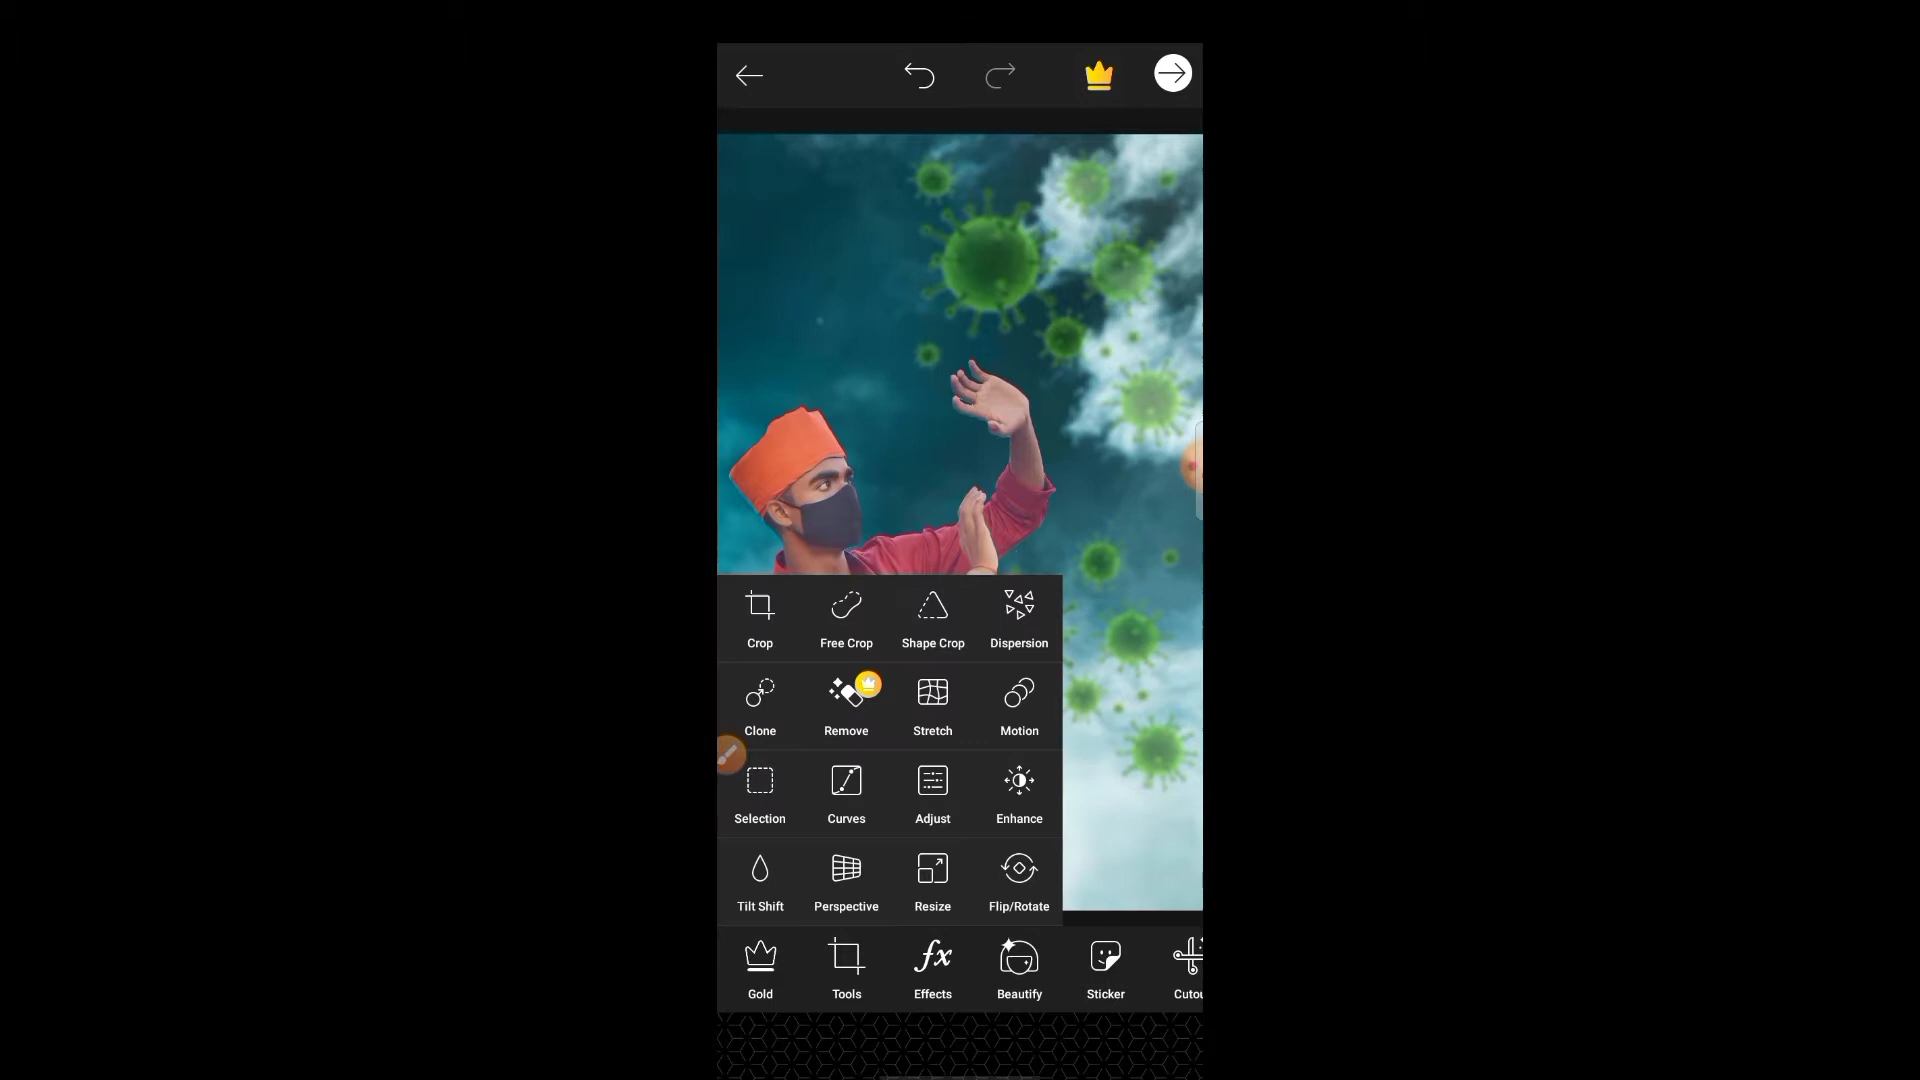 Crop Free Crop Shape Crop Dispersion
Clone Remove Stretch Motion
Selection Curves Adjust Enhance
Tilt Shift Perspective Resize Flip/Rotate
Gold Tools Effects Beautify Sticker Cutou